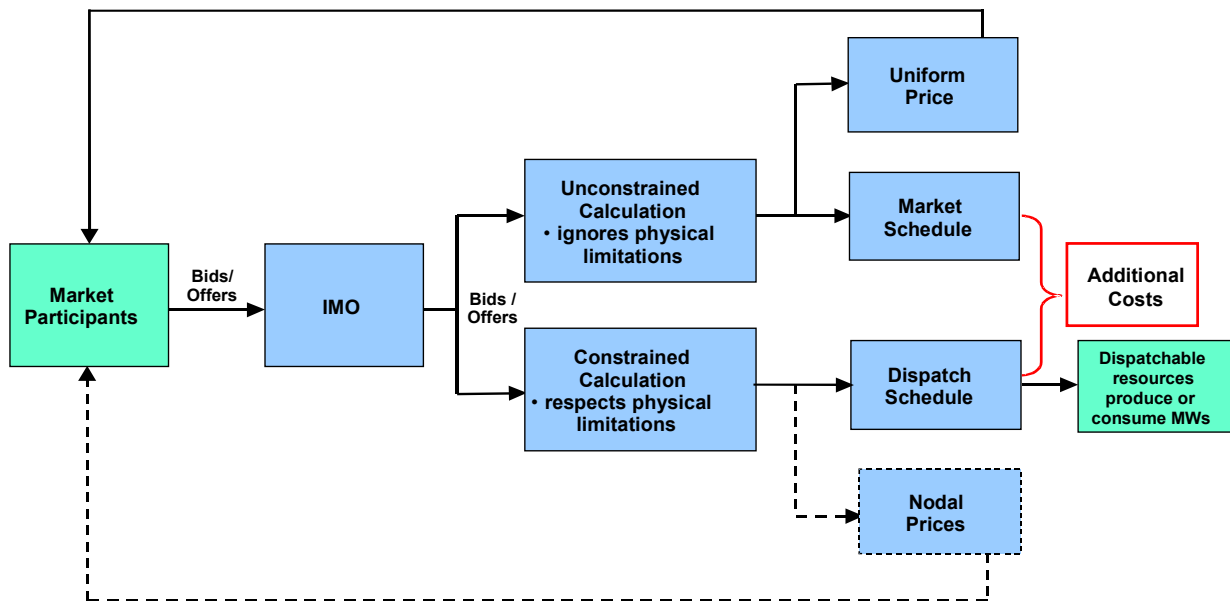 Uniform
Price
Unconstrained
Calculation
• ignores physical
limitations
Market
Schedule
Market
Participants
Bids/
Offers
IMO
Bids /
Offers
Additional
Costs
Constrained
Calculation
• respects physical
limitations
Dispatch
Schedule
Dispatchable
resources
produce or
consume MWs
Nodal
Prices